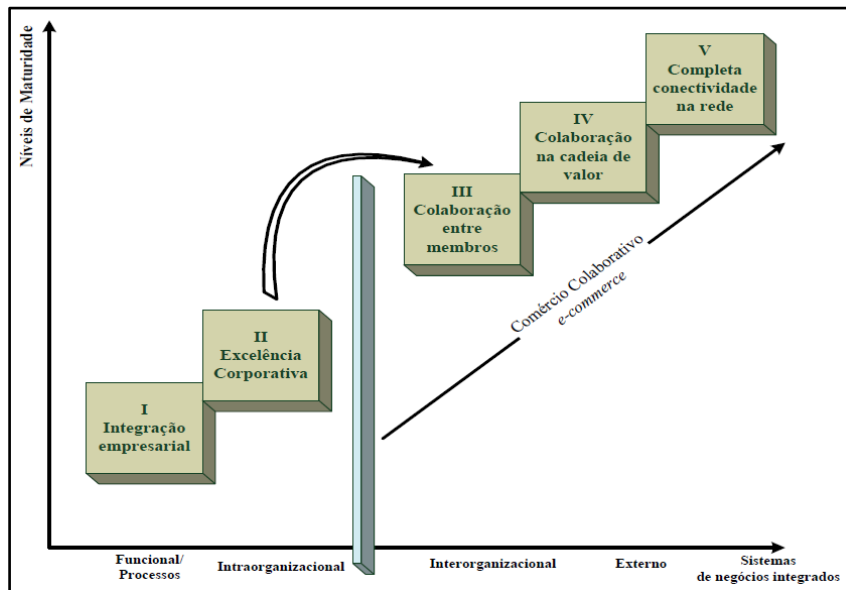 Níveis de Maturidade
V
Completa
conectividade
na rede
IV
Colaboração
na cadeia de
valor
III
Colaboração
entre
membros
II
Excelência
Corporativa
I
Integração
empresarial
Comércio Colaborativo
e-commerce
Funcional/
Processos
Intraorganizacional
Interorganizacional
Externo
Sistemas
de negócios integrados